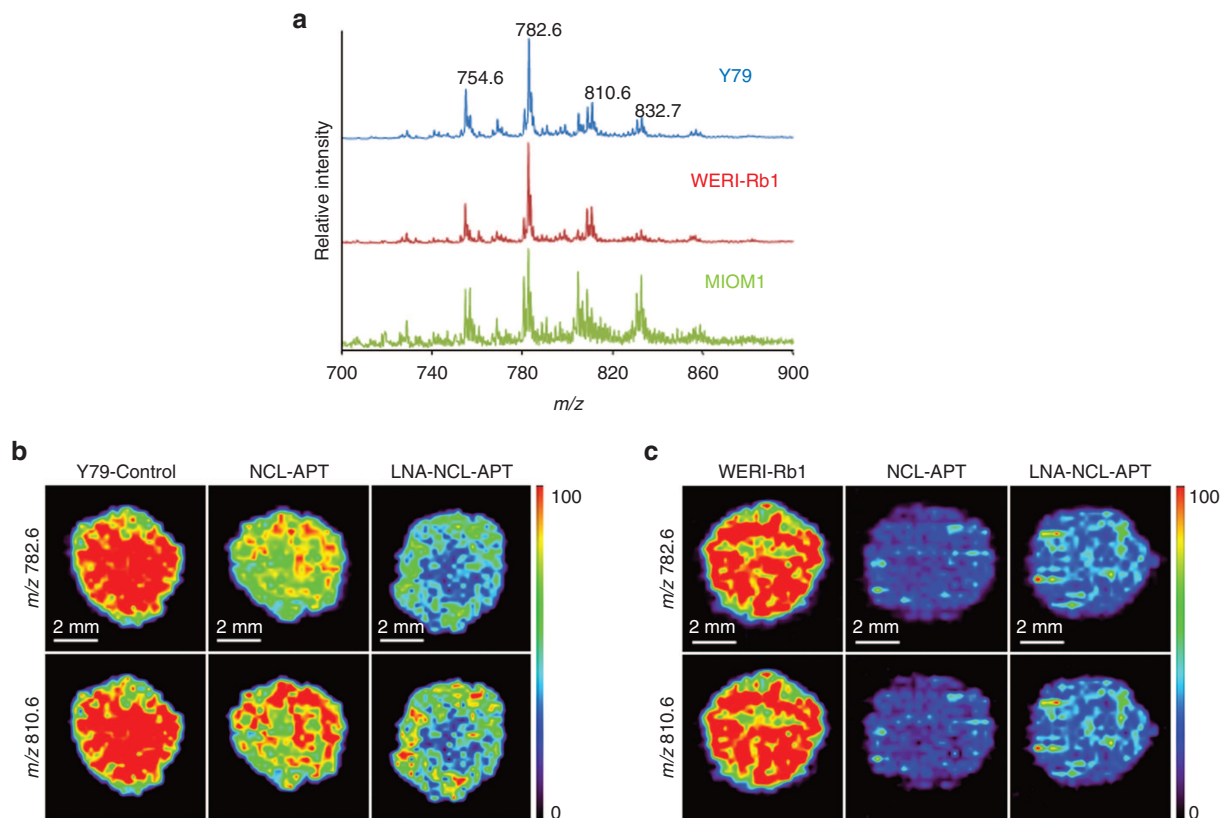 a
782.6
754.6
810.6
832.7
Y79
WERI-Rb1
MIOM1
Relative intensity
700 740 780 820 860 900
m/z
b
Y79-Control NCL-APT LNA-NCL-APT
100
m/z 782.6
2 mm 2 mm 2 mm
m/z 810.6
0
c
WERI-Rb1 NCL-APT LNA-NCL-APT
100
m/z 782.6
2 mm 2 mm 2 mm
m/z 810.6
0